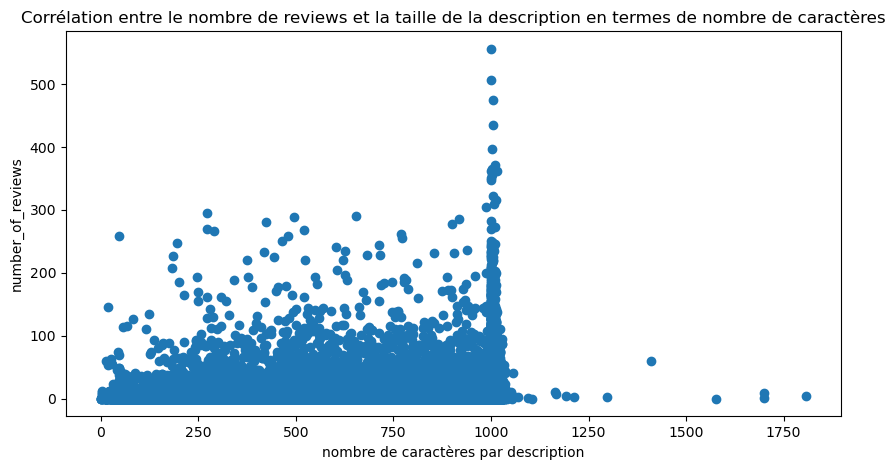 Corrélation entre le nombre de reviews et la taille de la description en termes de nombre de caractères
number_of_reviews
500
400
300
200
100
0
0 250 500 750 1000 1250 1500 1750
nombre de caractères par description